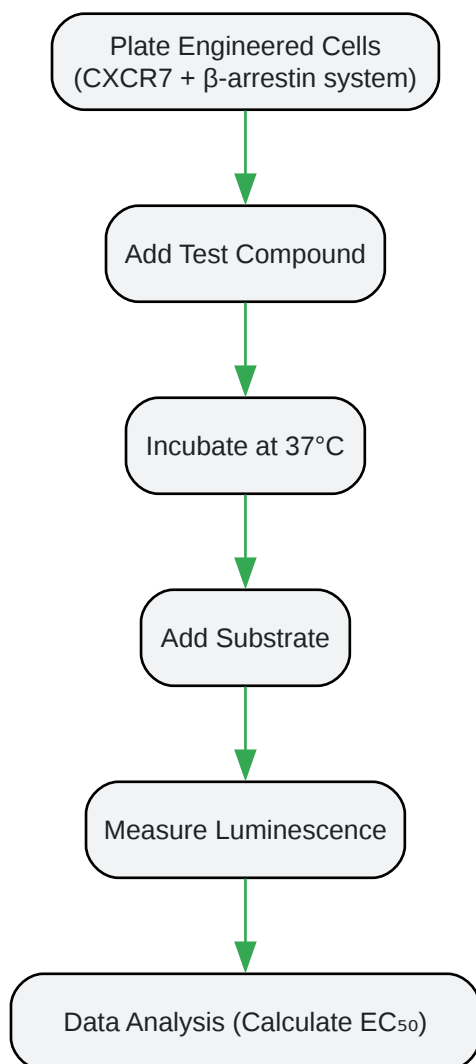 Plate Engineered Cells
(CXCR7 + β-arrestin system)
Add Test Compound
Incubate at 37°C
Add Substrate
Measure Luminescence
Data Analysis (Calculate EC₅₀)